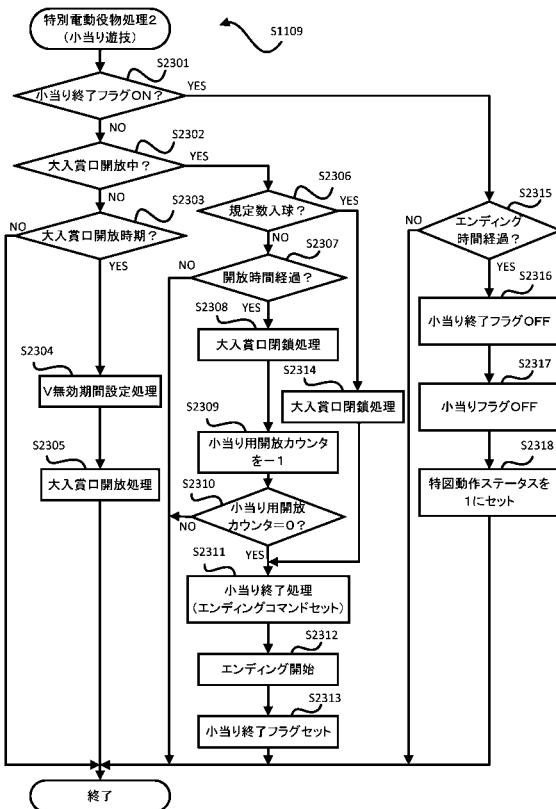 特別電動役物処理2
(小当り遊技)
S1109
S2301
小当り終了フラグON?
YES
NO
S2302
大入賞口開放中?
YES
NO
S2303
NO
大入賞口開放時期?
YES
S2304
V無効期間設定処理
S2305
大入賞口開放処理
S2306
規定数入球?
YES
NO
S2307
NO
開放時間経過?
YES
S2308
大入賞口閉鎖処理
S2314
大入賞口閉鎖処理
S2309
小当り用開放カウンタ
を-1
S2310
小当り用開放
カウンタ=0?
NO
YES
S2311
小当り終了処理
(エンディングコマンドセット)
S2312
エンディング開始
S2313
小当り終了フラグセット
S2315
NO
エンディング
時間経過?
YES
S2316
小当り終了フラグOFF
S2317
小当りフラグOFF
S2318
特図動作ステータスを
1にセット
終了